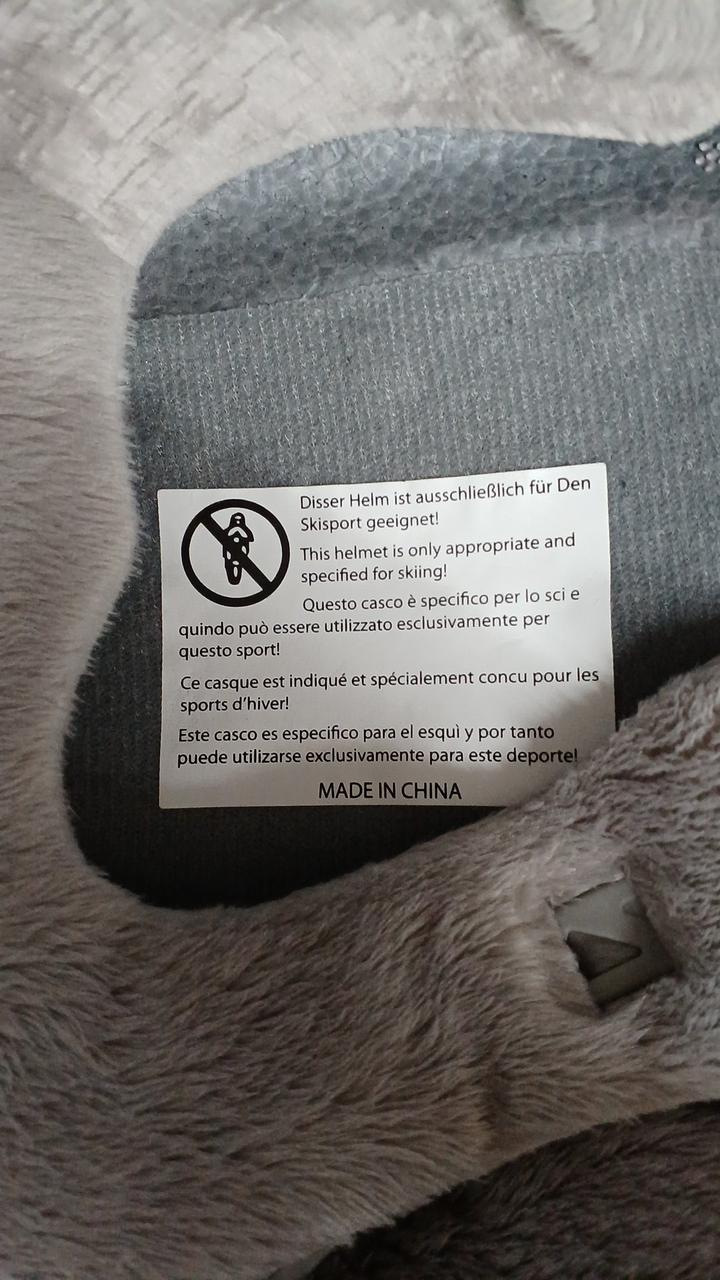 Disser Helm ist ausschließlich für Den
Skisport geeignet!
This helmet is only appropriate and
specified for skiing!
Questo casco è specifico per lo sci e
quindo può essere utilizzato esclusivamente per
questo sport!
Ce casque est indiqué et spécialement concu pour les
sports d'hiver!
Este casco es especifico para el esquì y por tanto
puede utilizarse exclusivamente para este deporte!
MADE IN CHINA